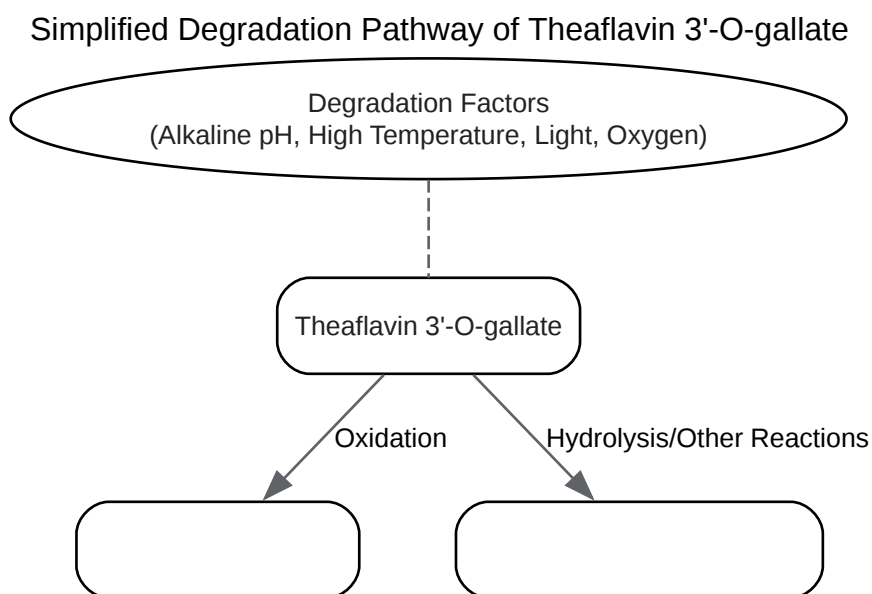 Simplified Degradation Pathway of Theaflavin 3'-O-gallate
Degradation Factors
(Alkaline pH, High Temperature, Light, Oxygen)
Theaflavin 3'-O-gallate
Oxidation
Hydrolysis/Other Reactions